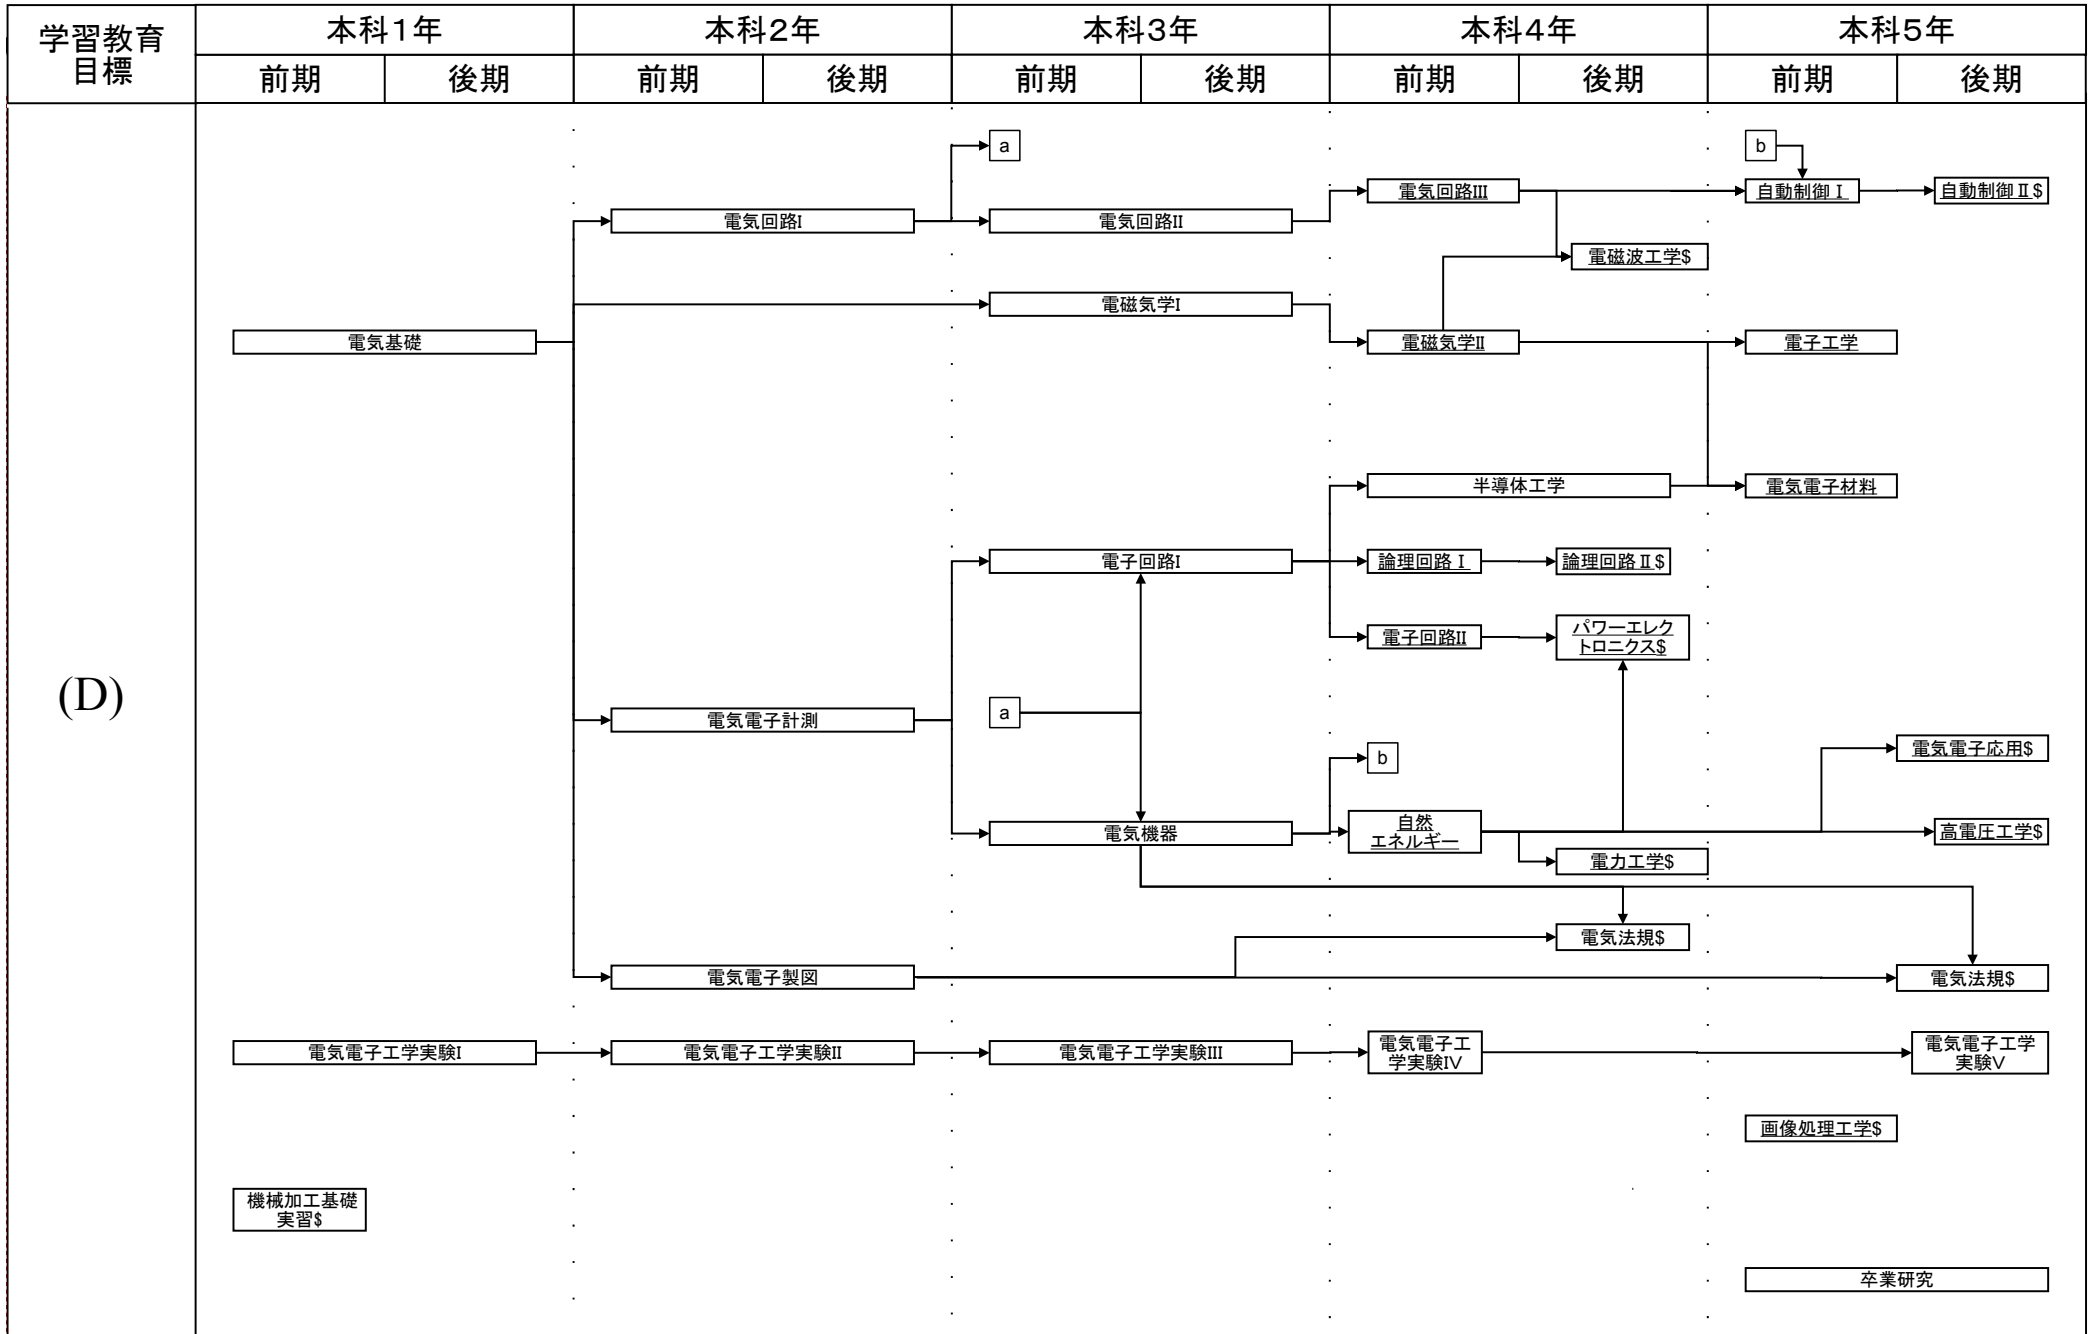 学習教育
目標
本科1年
本科2年
本科3年
本科4年
本科5年
前期
後期
前期
後期
前期
後期
前期
後期
前期
後期
(D)
a
b
電気回路III
自動制御Ⅰ
自動制御Ⅱ$
電気回路I
電気回路II
電磁波工学$
電磁気学I
電気基礎
電磁気学II
電子工学
半導体工学
電気電子材料
電子回路I
論理回路Ⅰ
論理回路Ⅱ$
電子回路II
パワーエレク
トロニクス$
a
電気電子計測
b
電気電子応用$
電気機器
自然
エネルギー
高電圧工学$
電力工学$
電気法規$
電気電子製図
電気法規$
電気電子工学実験I
電気電子工学実験II
電気電子工学実験III
電気電子工
学実験IV
電気電子工学
実験V
画像処理工学$
機械加工基礎
実習$
卒業研究